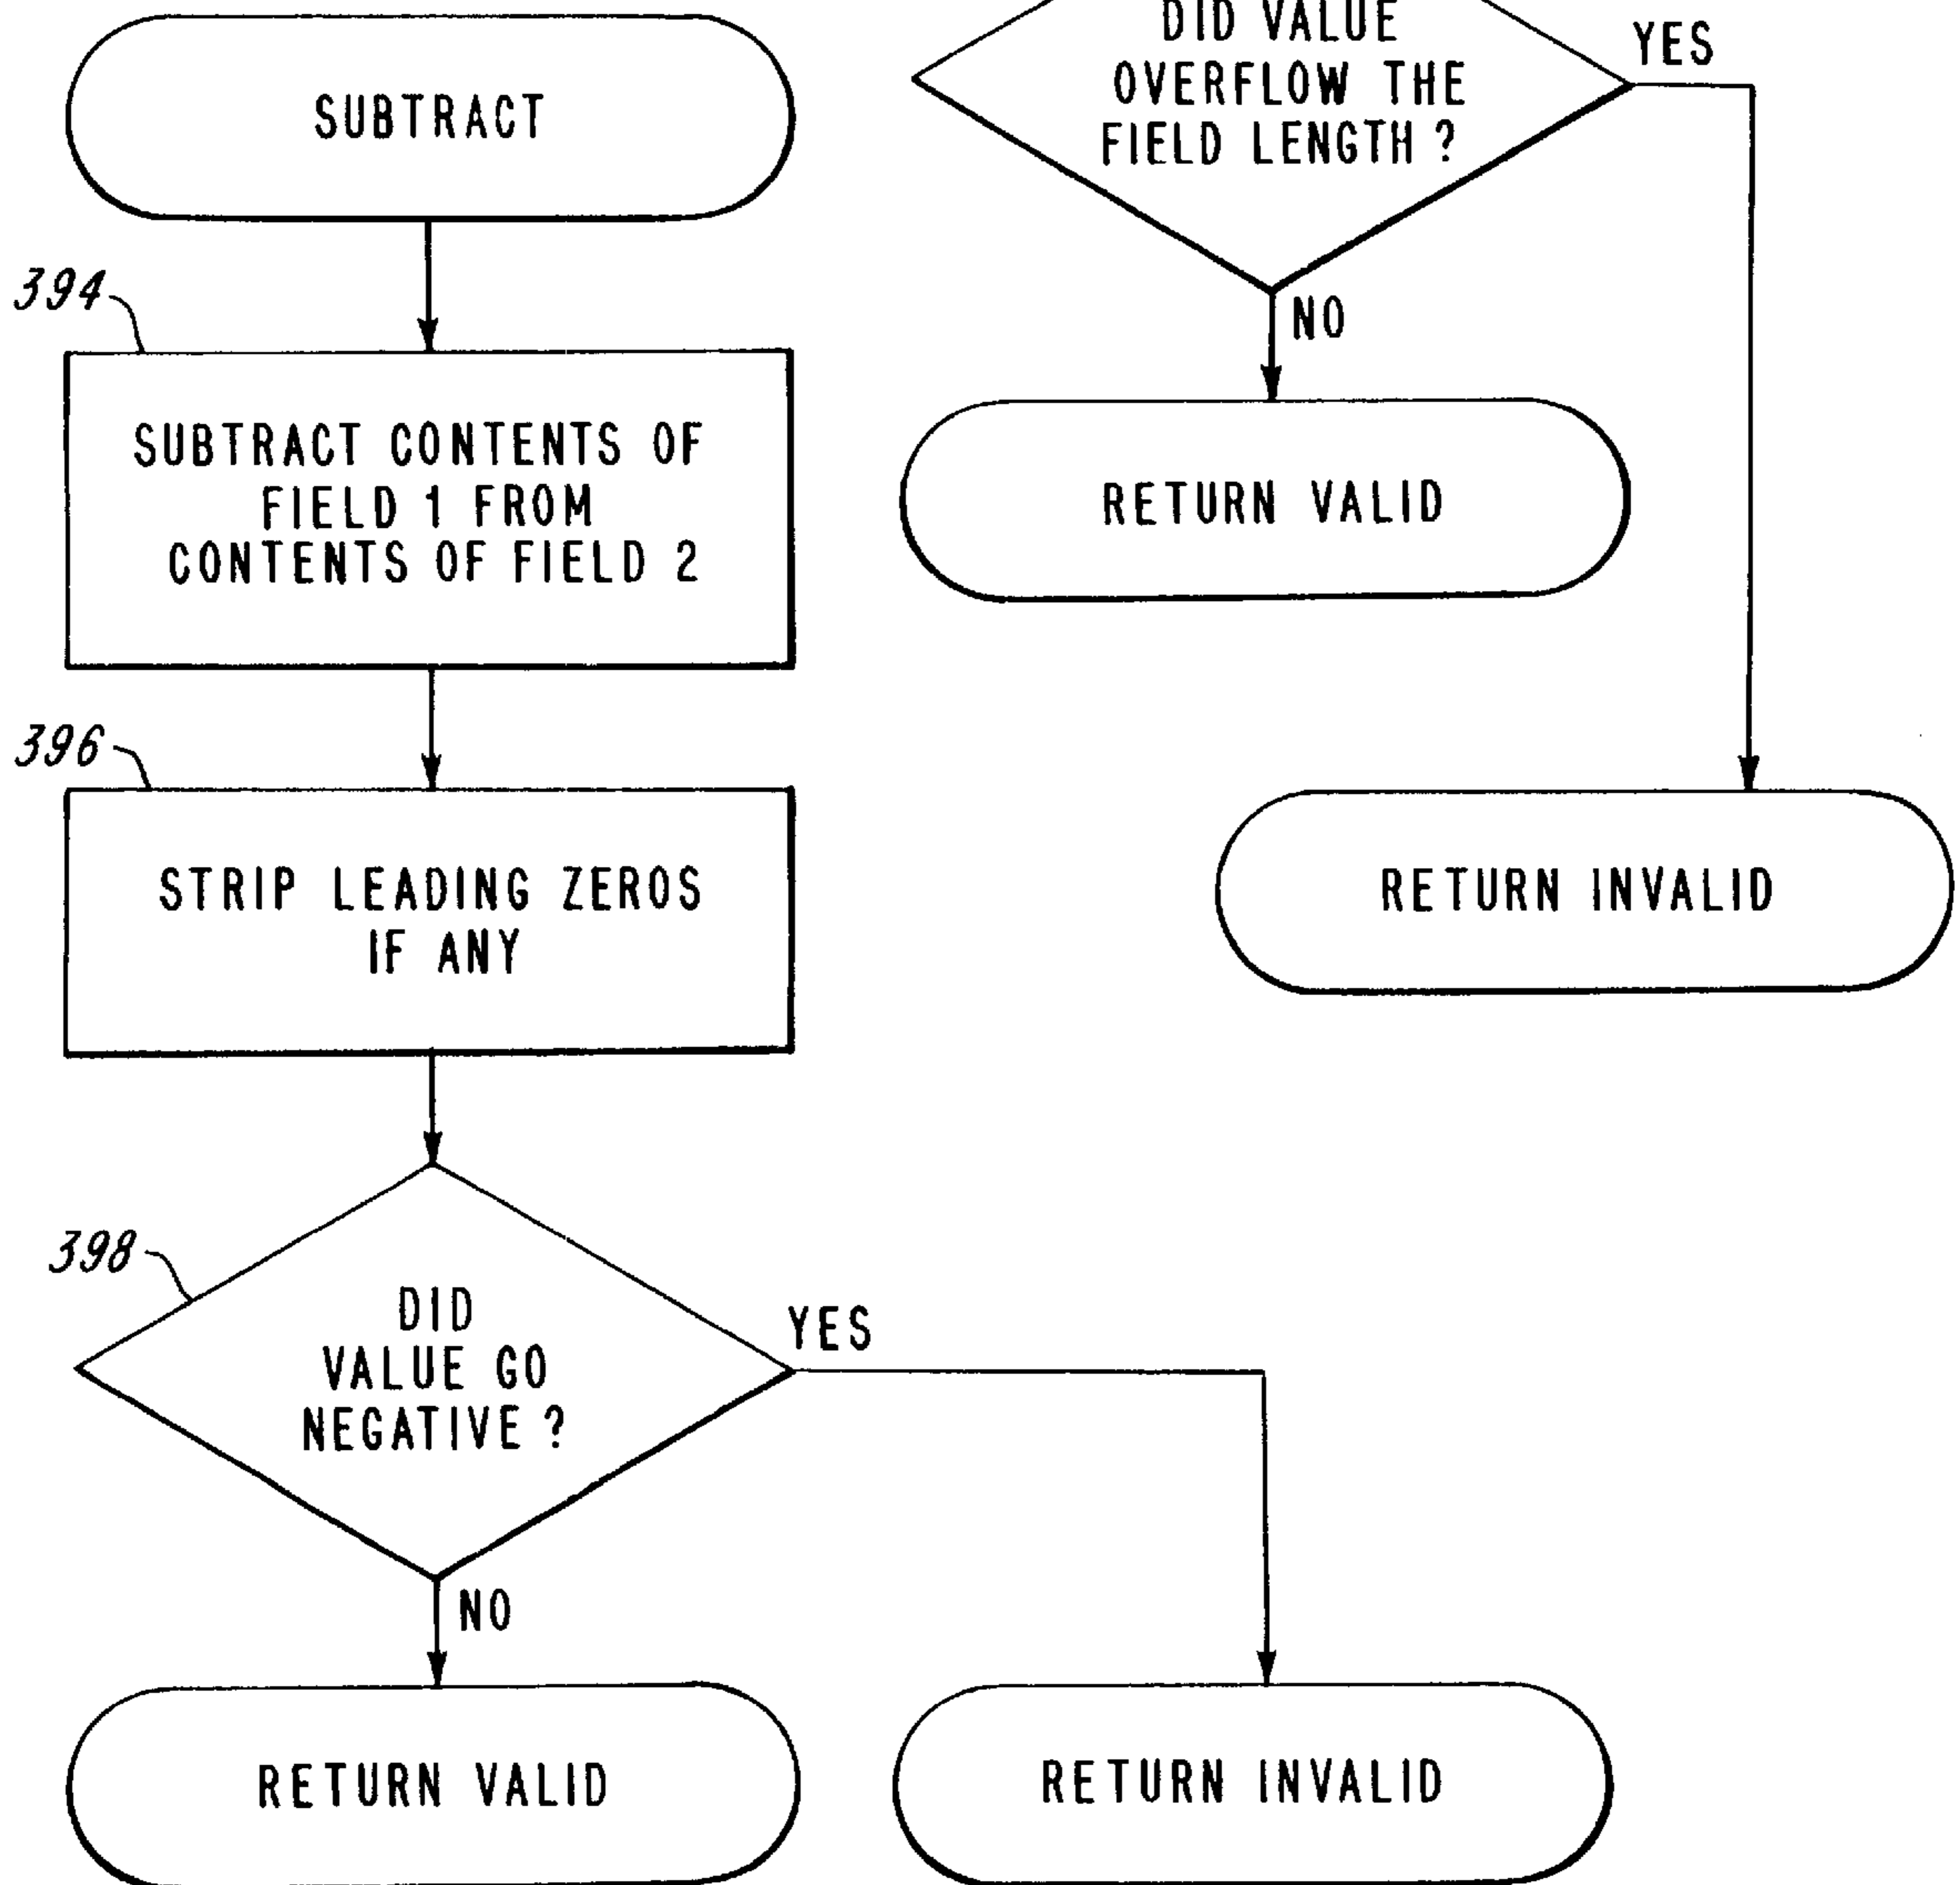 SUBTRACT
394
SUBTRACT CONTENTS OF
FIELD 1 FROM
CONTENTS OF FIELD 2
396
STRIP LEADING ZEROS
IF ANY
398
DID
VALUE GO
NEGATIVE ?
YES
NO
RETURN VALID
RETURN INVALID
DID VALUE
OVERFLOW THE
FIELD LENGTH ?
YES
NO
RETURN VALID
RETURN INVALID